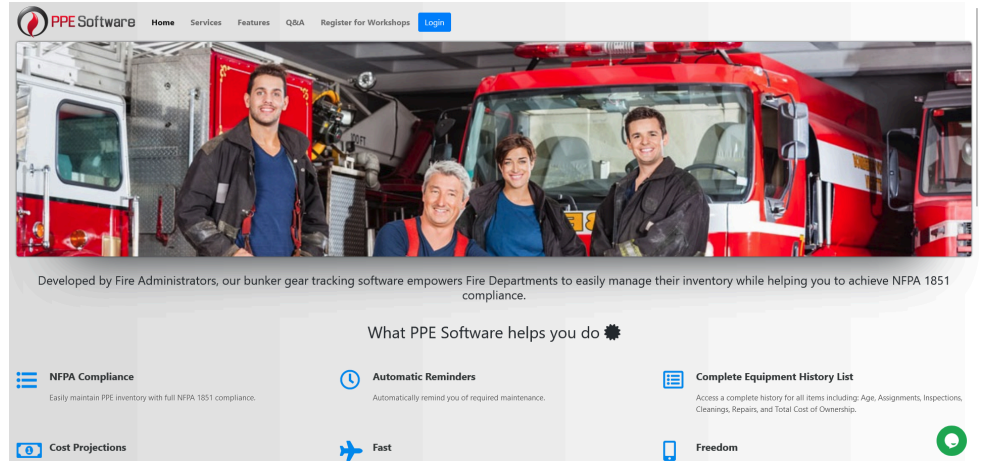 PPE Software Home Services Features Q&A Register for Workshops Login
Developed by Fire Administrators, our bunker gear tracking software empowers Fire Departments to easily manage their inventory while helping you to achieve NFPA 1851
compliance.
What PPE Software helps you do
NFPA Compliance
Easily maintain PPE inventory with full NFPA 1851 compliance.
Automatic Reminders
Automatically remind you of required maintenance.
Complete Equipment History List
Access a complete history for all items including: Age, Assignments, Inspections,
Cleanings, Repairs, and Total Cost of Ownership.
Cost Projections
Fast
Freedom